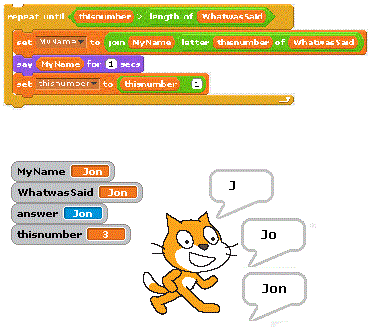 repeat until thisnumber > length of WhatwasSaid
set MyName to join MyName letter thisnumber of WhatwasSaid
say MyName for 1 secs
set thisnumber to thisnumber 1
MyName Jon
WhatwasSaid Jon
answer Jon
thisnumber 3
J
Jo
Jon